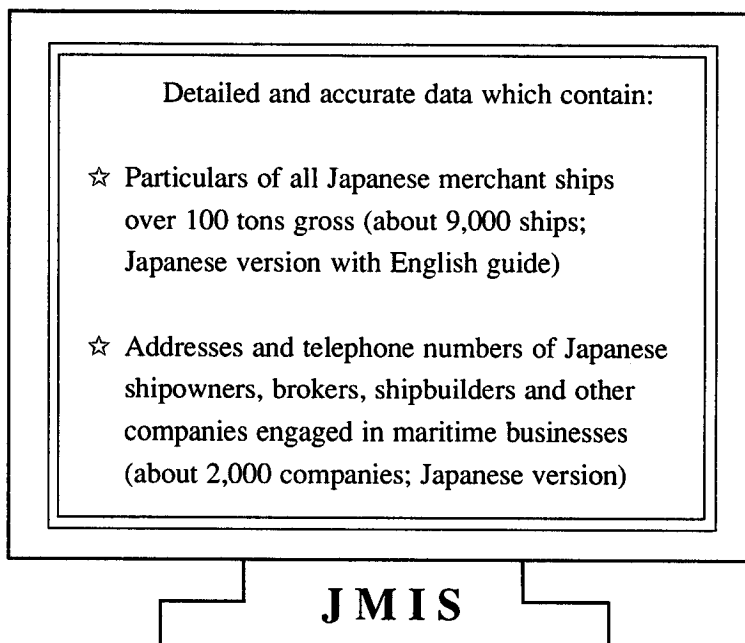 Detailed and accurate data which contain:
☆ Particulars of all Japanese merchant ships
over 100 tons gross (about 9,000 ships;
Japanese version with English guide)
☆ Addresses and telephone numbers of Japanese
shipowners, brokers, shipbuilders and other
companies engaged in maritime businesses
(about 2,000 companies; Japanese version)
JMIS